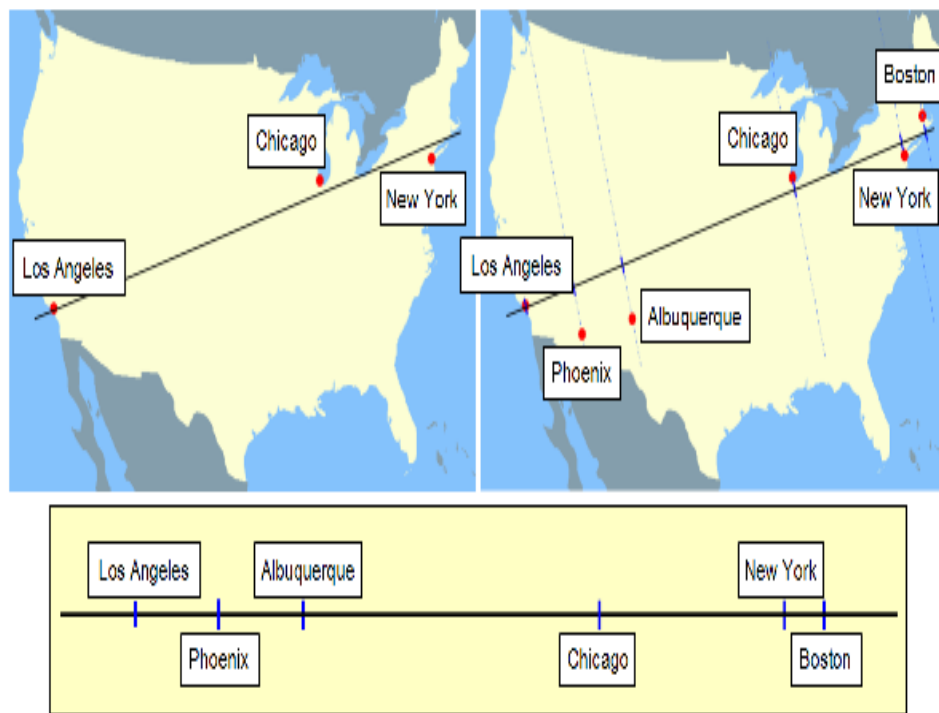 Chicago
New York
Los Angeles
Boston
Chicago
New York
Los Angeles
Albuquerque
Phoenix
Los Angeles
Albuquerque
New York
Phoenix
Chicago
Boston